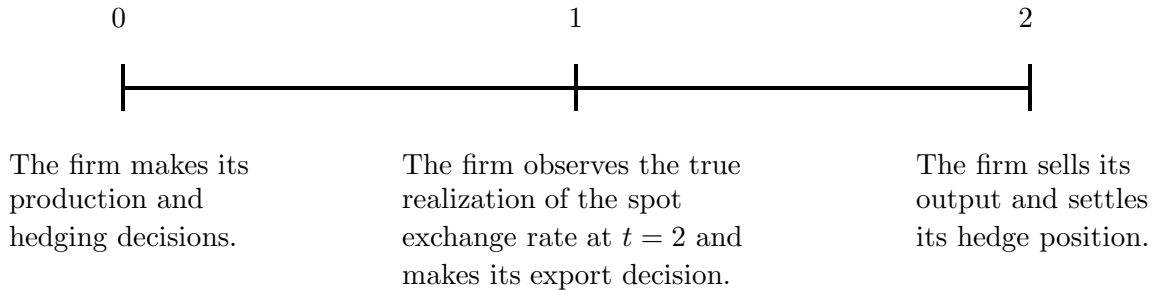 0
1
2
The firm makes its
production and
hedging decisions.
The firm observes the true
realization of the spot
exchange rate at t = 2 and
makes its export decision.
The firm sells its
output and settles
its hedge position.